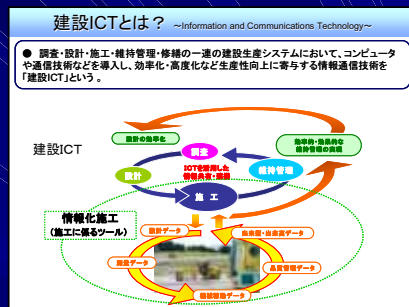 建設ICTとは？ ～Information and Communications Technology～
● 調査・設計・施工・維持管理・修繕の一連の建設生産システムにおいて、コンピュータ
や通信技術などを導入し、効率化・高度化など生産性向上に寄与する情報通信技術を
「建設ICT」という。
設計の効率化
効率的・効果的な
維持管理の実現
建設ICT
調査
ICTを活用した
情報共有・連携
設計
維持管理
施 工
情報化施工
(施工に係るツール)
設計データ
出来形・出来高データ
測量データ
品質管理データ
機械稼働データ